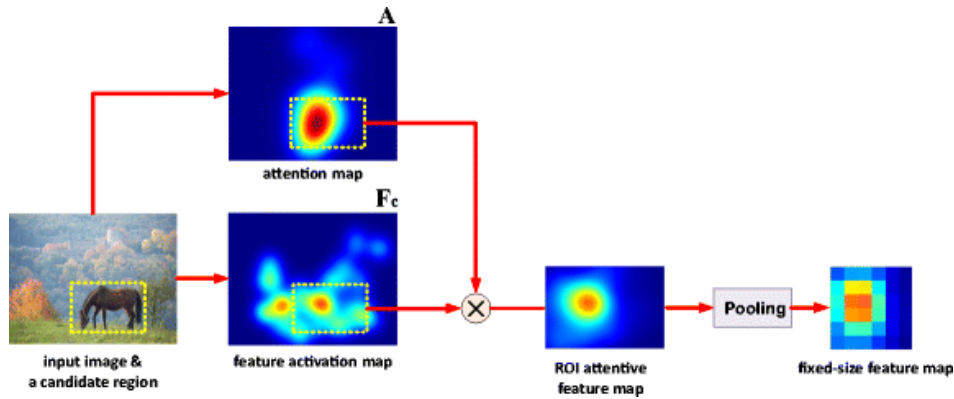 A
attention map
Fc
input image &
a candidate region
feature activation map
ROI attentive
feature map
Pooling
fixed-size feature map